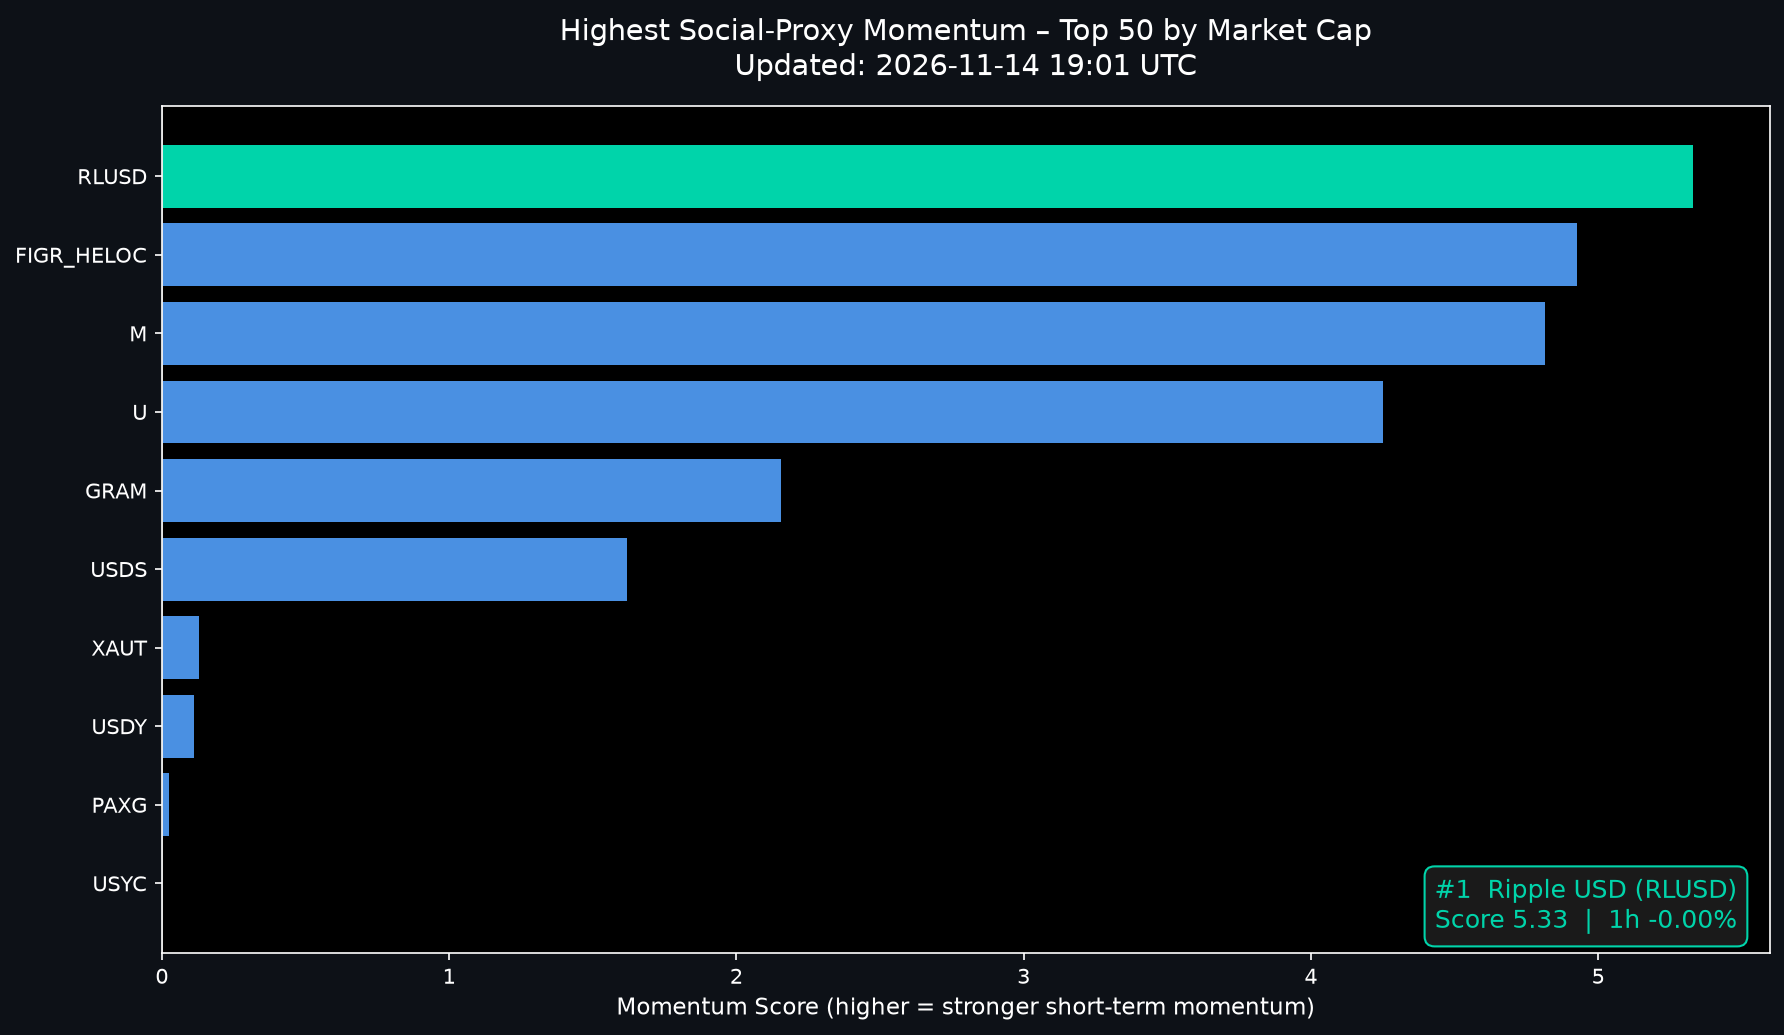 Highest Social-Proxy Momentum – Top 50 by Market Cap
Updated: 2026-11-14 19:01 UTC
RLUSD
FIGR_HELOC
M
U
GRAM
USDS
XAUT
USDY
PAXG
USYC
#1  Ripple USD (RLUSD)
Score 5.33  |  1h -0.00%
0 1 2 3 4 5
Momentum Score (higher = stronger short-term momentum)